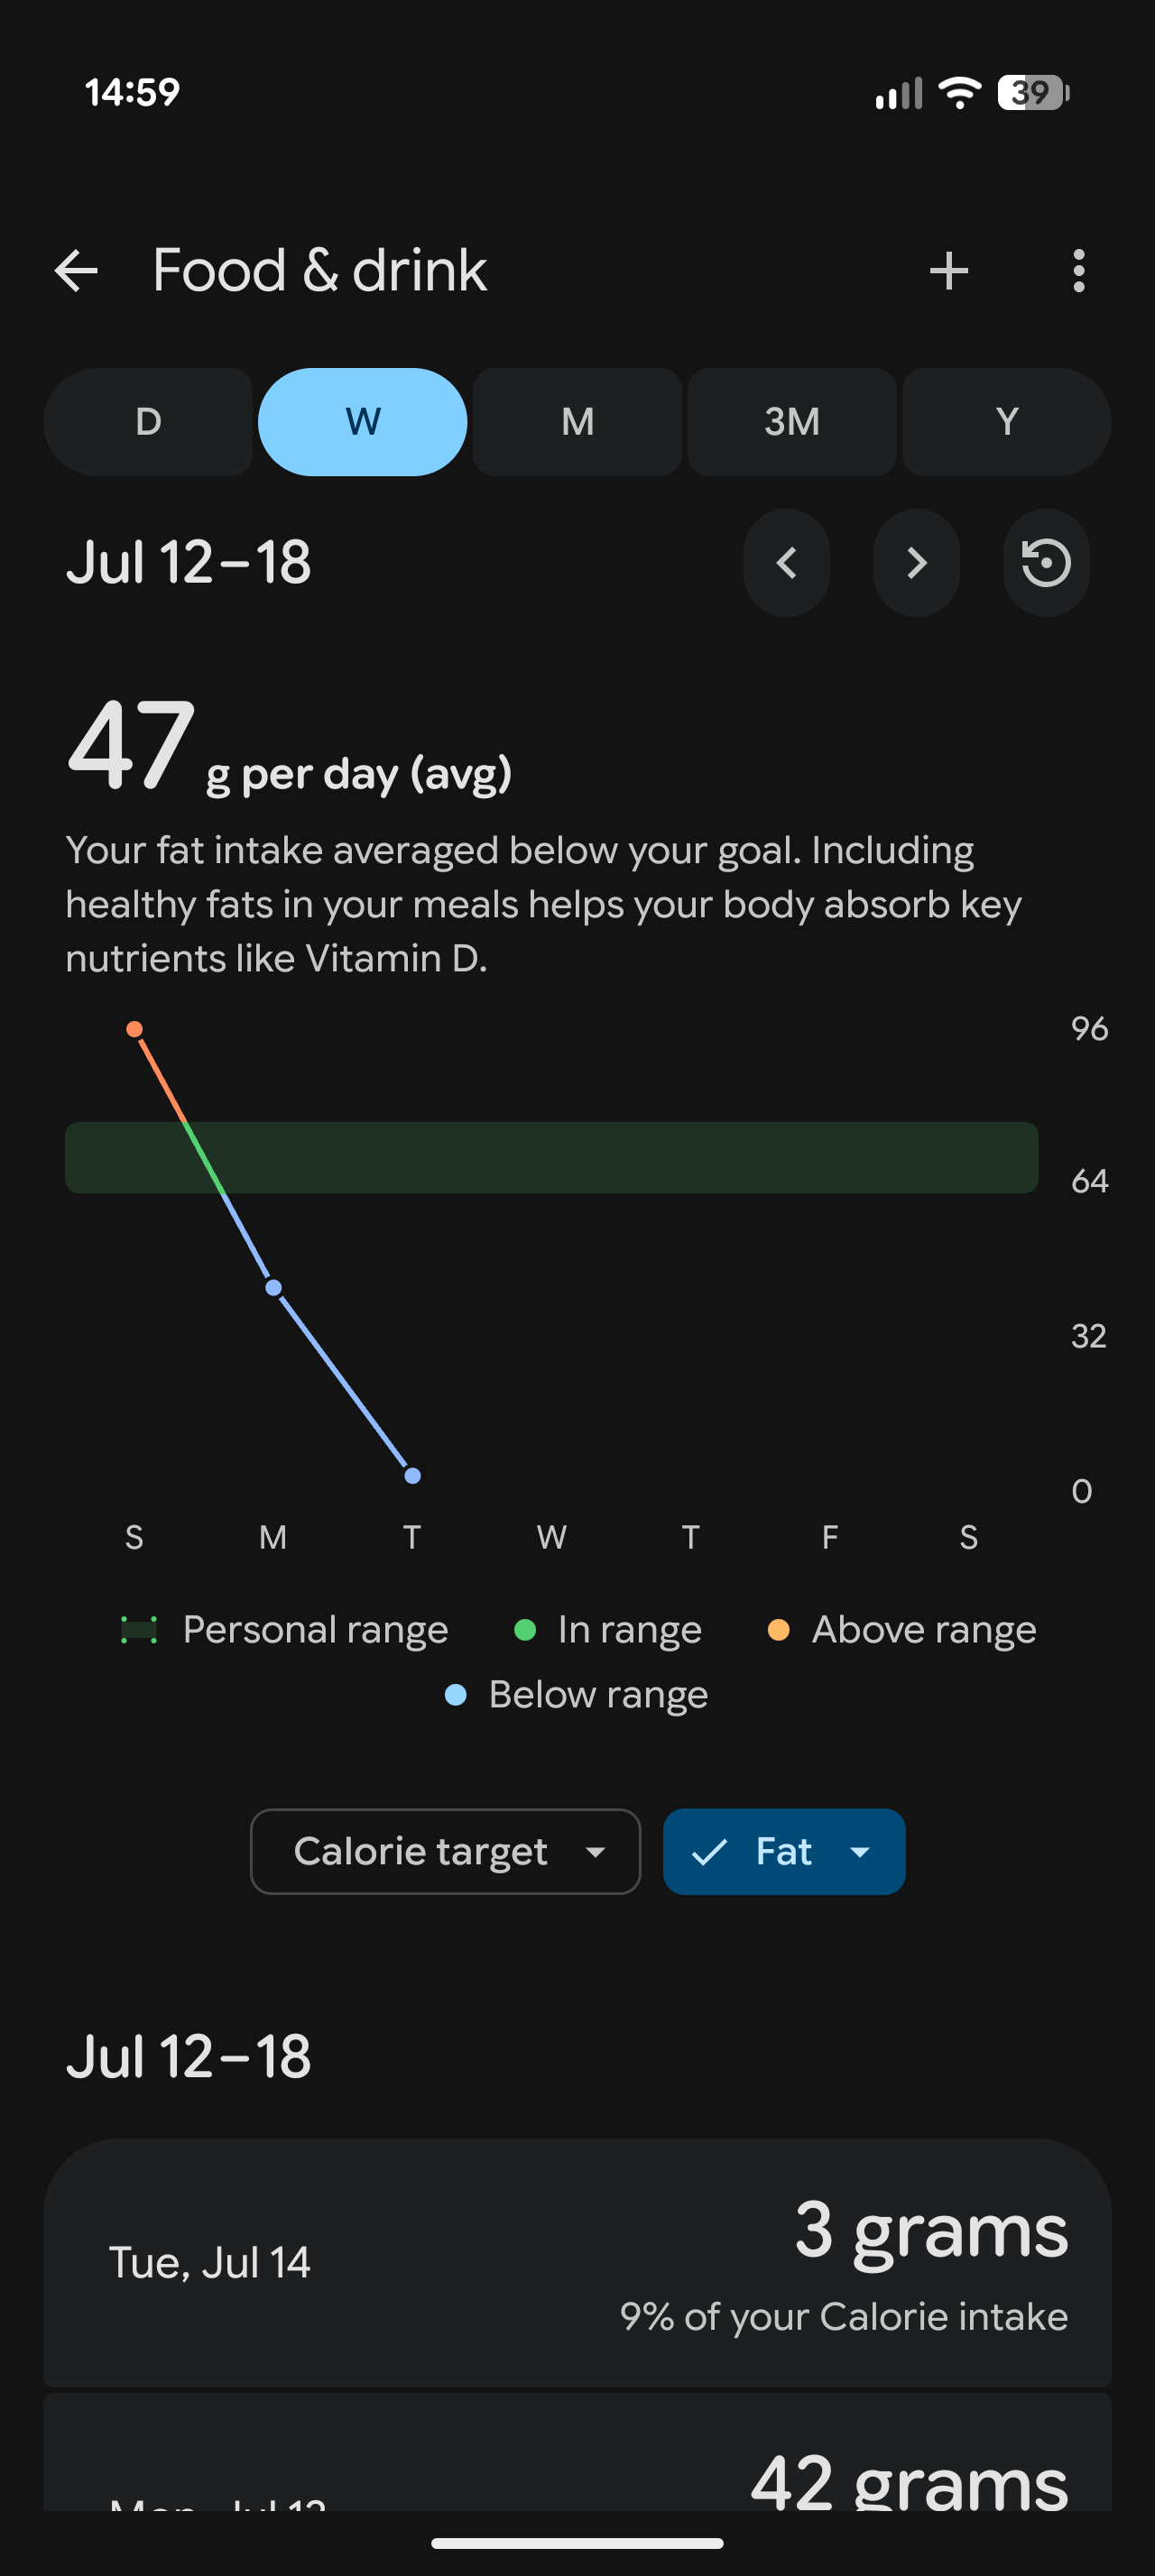 14:59
39
Food & drink
D W M 3M Y
Jul 12–18
47 g per day (avg)
Your fat intake averaged below your goal. Including
healthy fats in your meals helps your body absorb key
nutrients like Vitamin D.
96
64
32
0
S M T W T F S
Personal range In range Above range
Below range
Calorie target Fat
Jul 12–18
3 grams
Tue, Jul 14
9% of your Calorie intake
42 grams
Mon, Jul 13